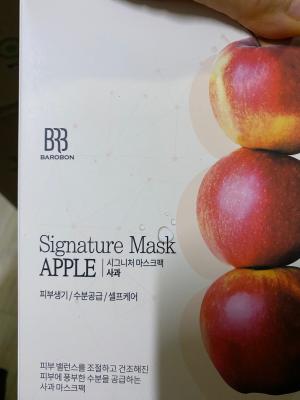 BRB
BAROBON
Signature Mask
APPLE | 시그니처 마스크팩
사과
피부생기 / 수분공급 / 셀프케어
피부 밸런스를 조절하고 건조해진
피부에 풍부한 수분을 공급하는
사과 마스크팩